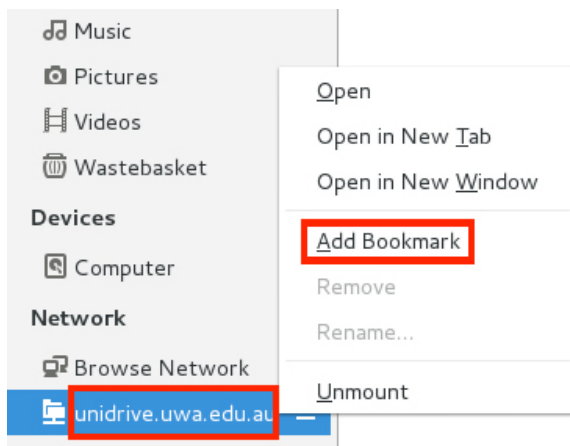 Music
Pictures
Videos
Wastebasket
Devices
Computer
Network
Browse Network
unidrive.uwa.edu.au
Open
Open in New Tab
Open in New Window
Add Bookmark
Remove
Rename...
Unmount